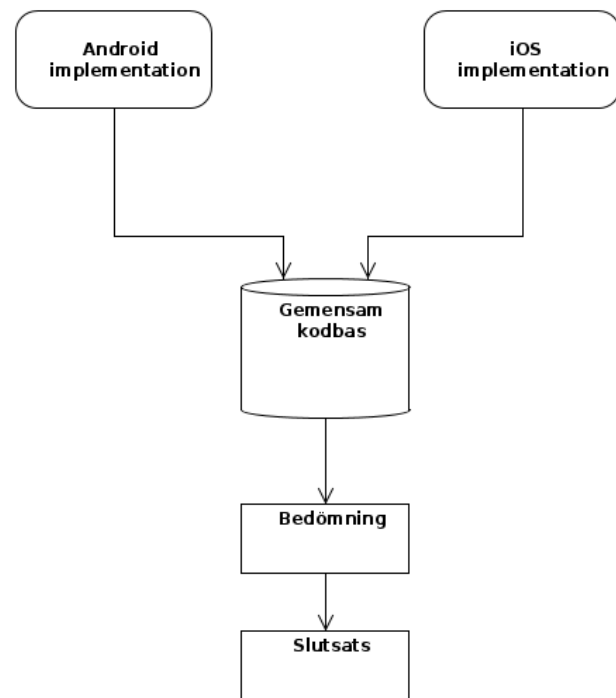 Android
implementation
iOS
implementation
Gemensam
kodbas
Bedömning
Slutsats